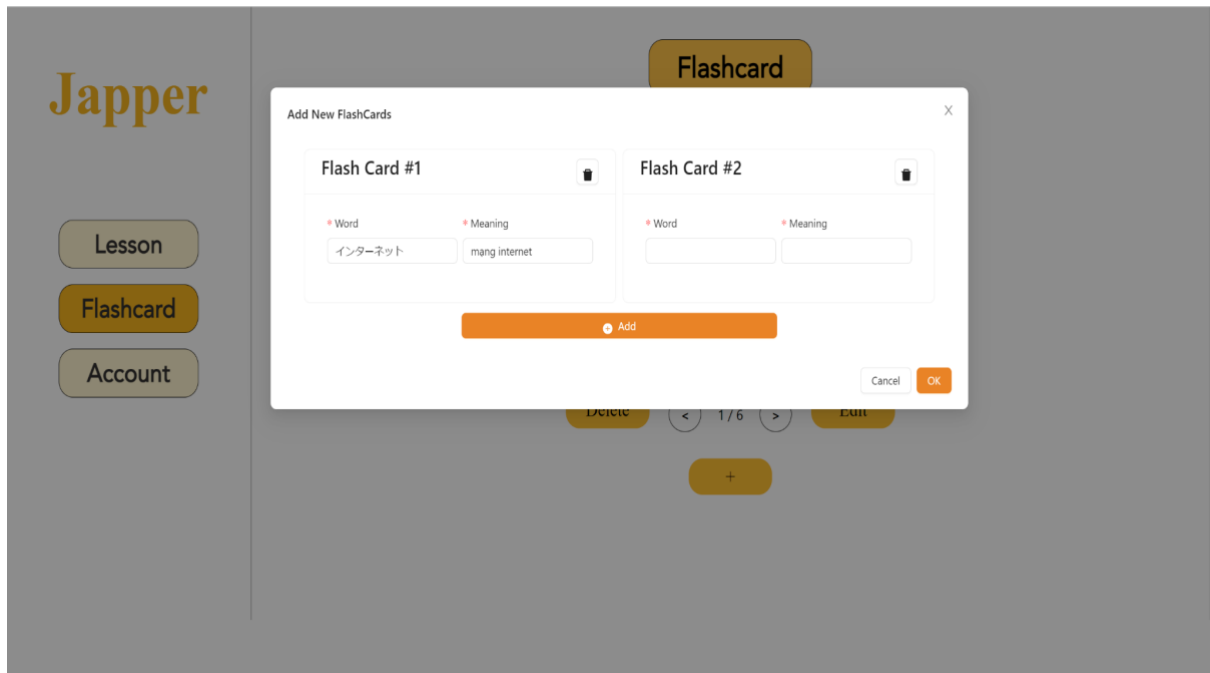 Japper
Flashcard
Add New FlashCards
X
Flash Card #1
Flash Card #2
* Word
* Meaning
* Word
* Meaning
インターネット
mạng internet
Add
Lesson
Flashcard
Account
Cancel
OK
Delete
<
1/6
>
Edit
+